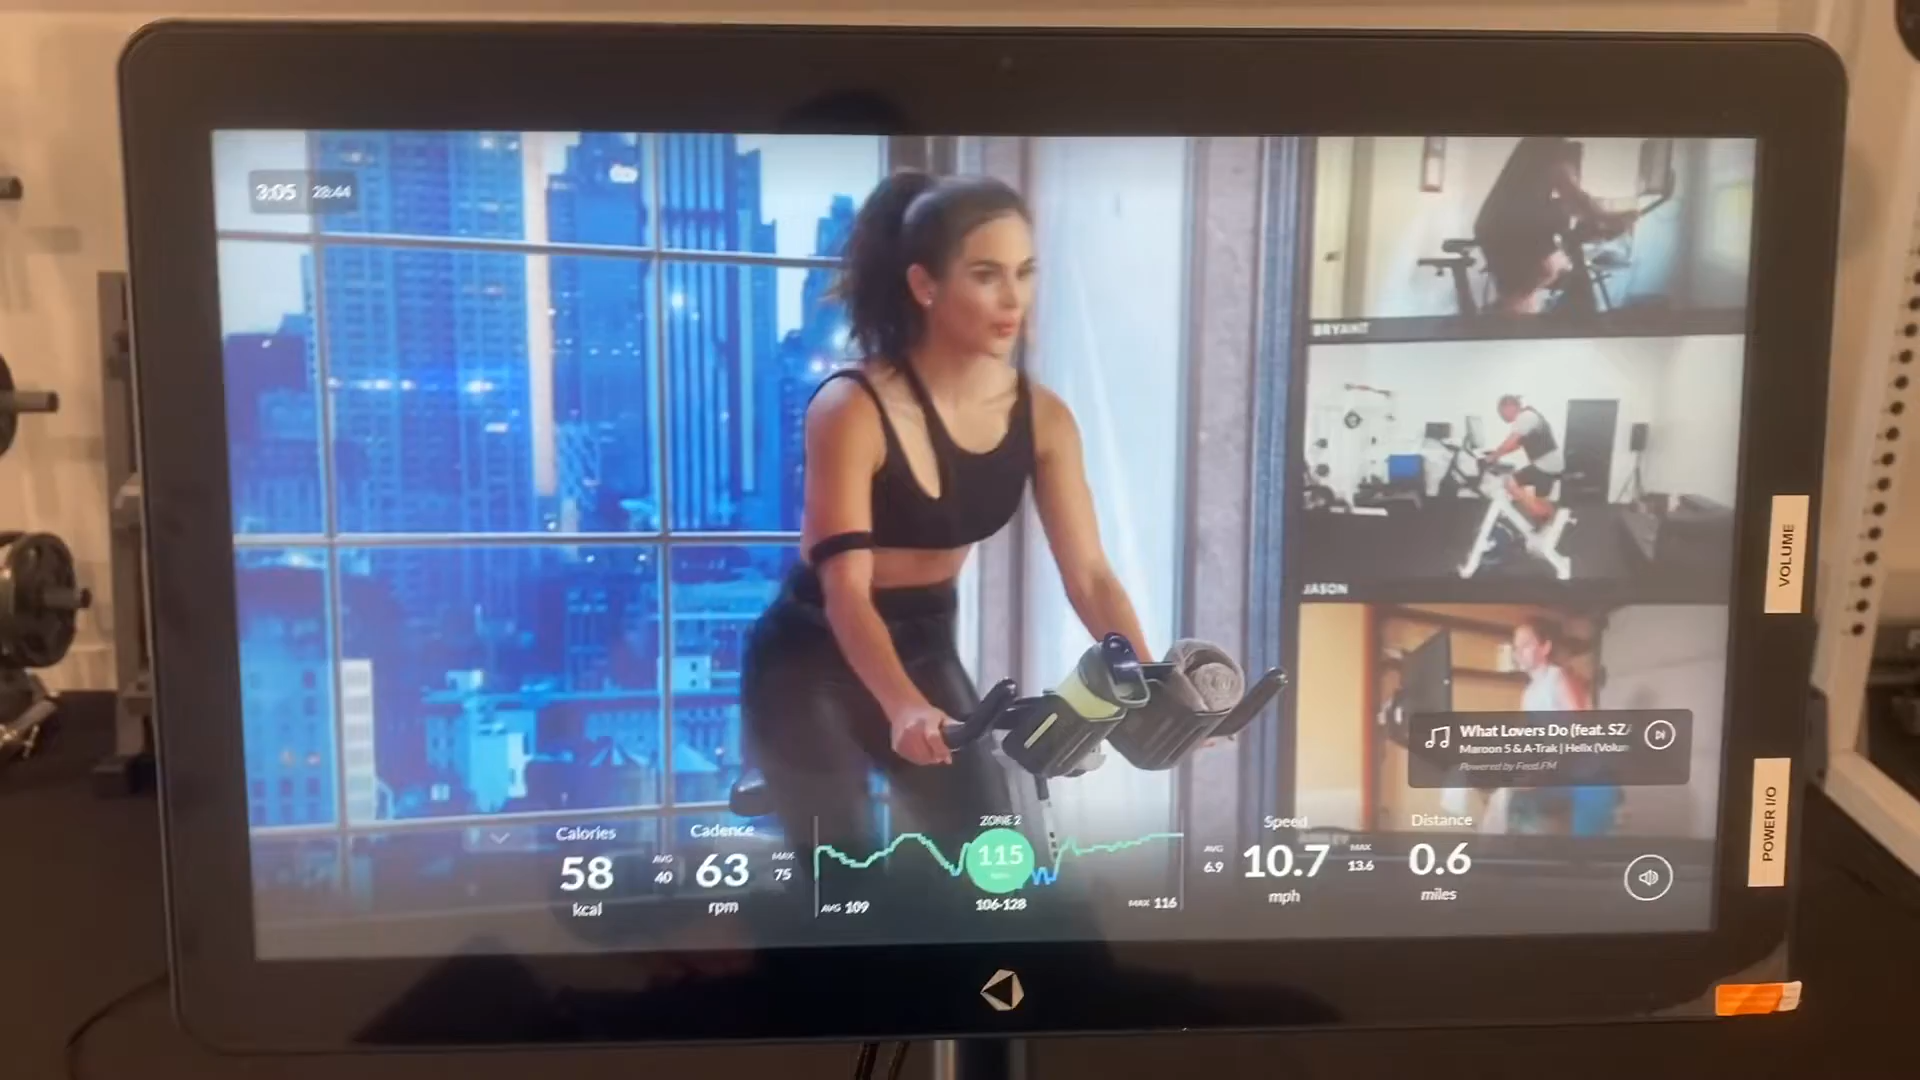 3:05 28:44
BRYANT
JASON
VOLUME
What Lovers Do (feat. SZ
Maroon 5 & A-Trak | Helix (Volum
Powered by Feed.FM
POWER I/O
Calories
58
kcal
AVG
40
Cadence
63
rpm
MAX
75
ZONE 2
115
AVG 109
106-128
MAX 116
AVG
6.9
Speed
10.7
mph
MAX
13.6
Distance
0.6
miles